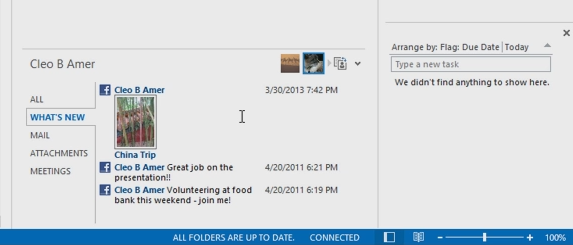 Cleo B Amer
ALL
WHAT'S NEW
MAIL
ATTACHMENTS
MEETINGS
Cleo B Amer 3/30/2013 7:42 PM
China Trip
Cleo B Amer Great job on the 4/20/2011 6:21 PM
presentation!!
Cleo B Amer Volunteering at food 4/20/2011 6:19 PM
bank this weekend - join me!
Arrange by: Flag: Due Date Today
Type a new task
We didn't find anything to show here.
ALL FOLDERS ARE UP TO DATE. CONNECTED 100%